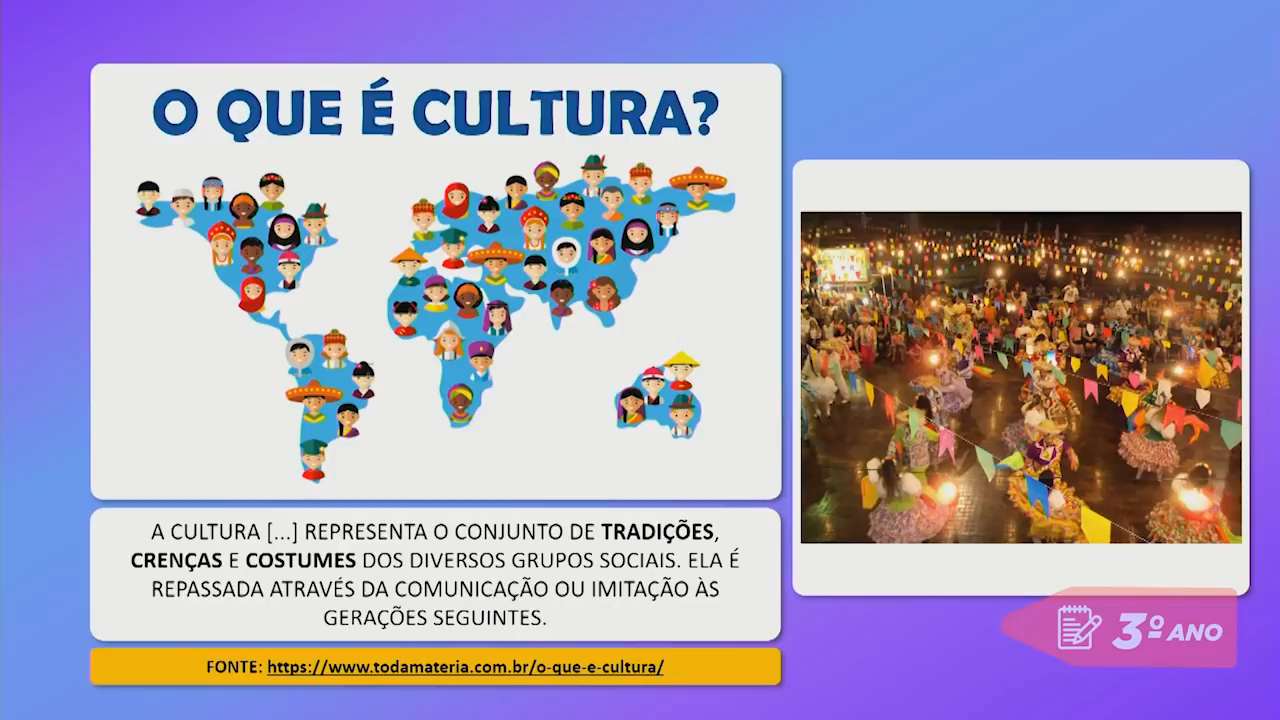 O QUE É CULTURA?
A CULTURA [...] REPRESENTA O CONJUNTO DE TRADIÇÕES,
CRENÇAS E COSTUMES DOS DIVERSOS GRUPOS SOCIAIS. ELA É
REPASSADA ATRAVÉS DA COMUNICAÇÃO OU IMITAÇÃO ÀS
GERAÇÕES SEGUINTES.
FONTE: https://www.todamateria.com.br/o-que-e-cultura/
3º ANO